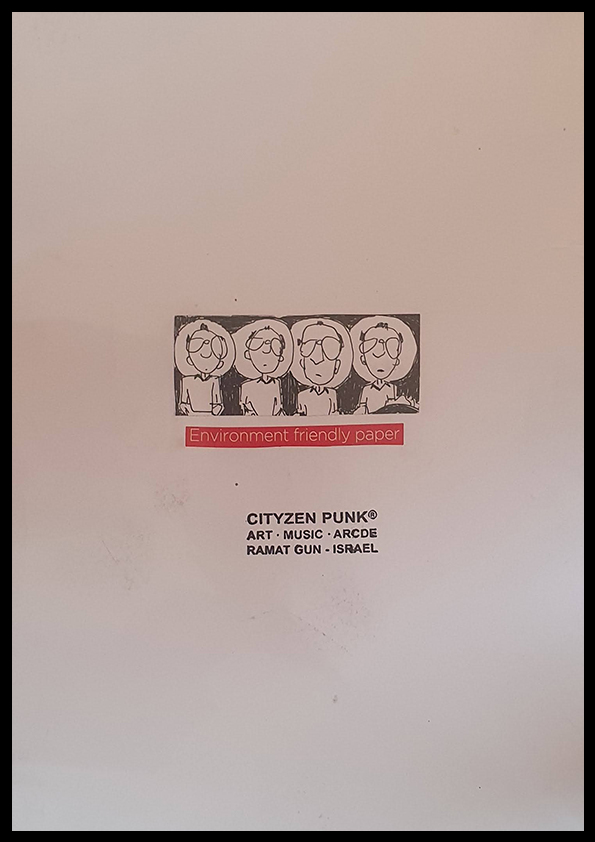 Environment friendly paper
CITYZEN PUNK®
ART · MUSIC · ARCDE
RAMAT GUN - ISRAEL